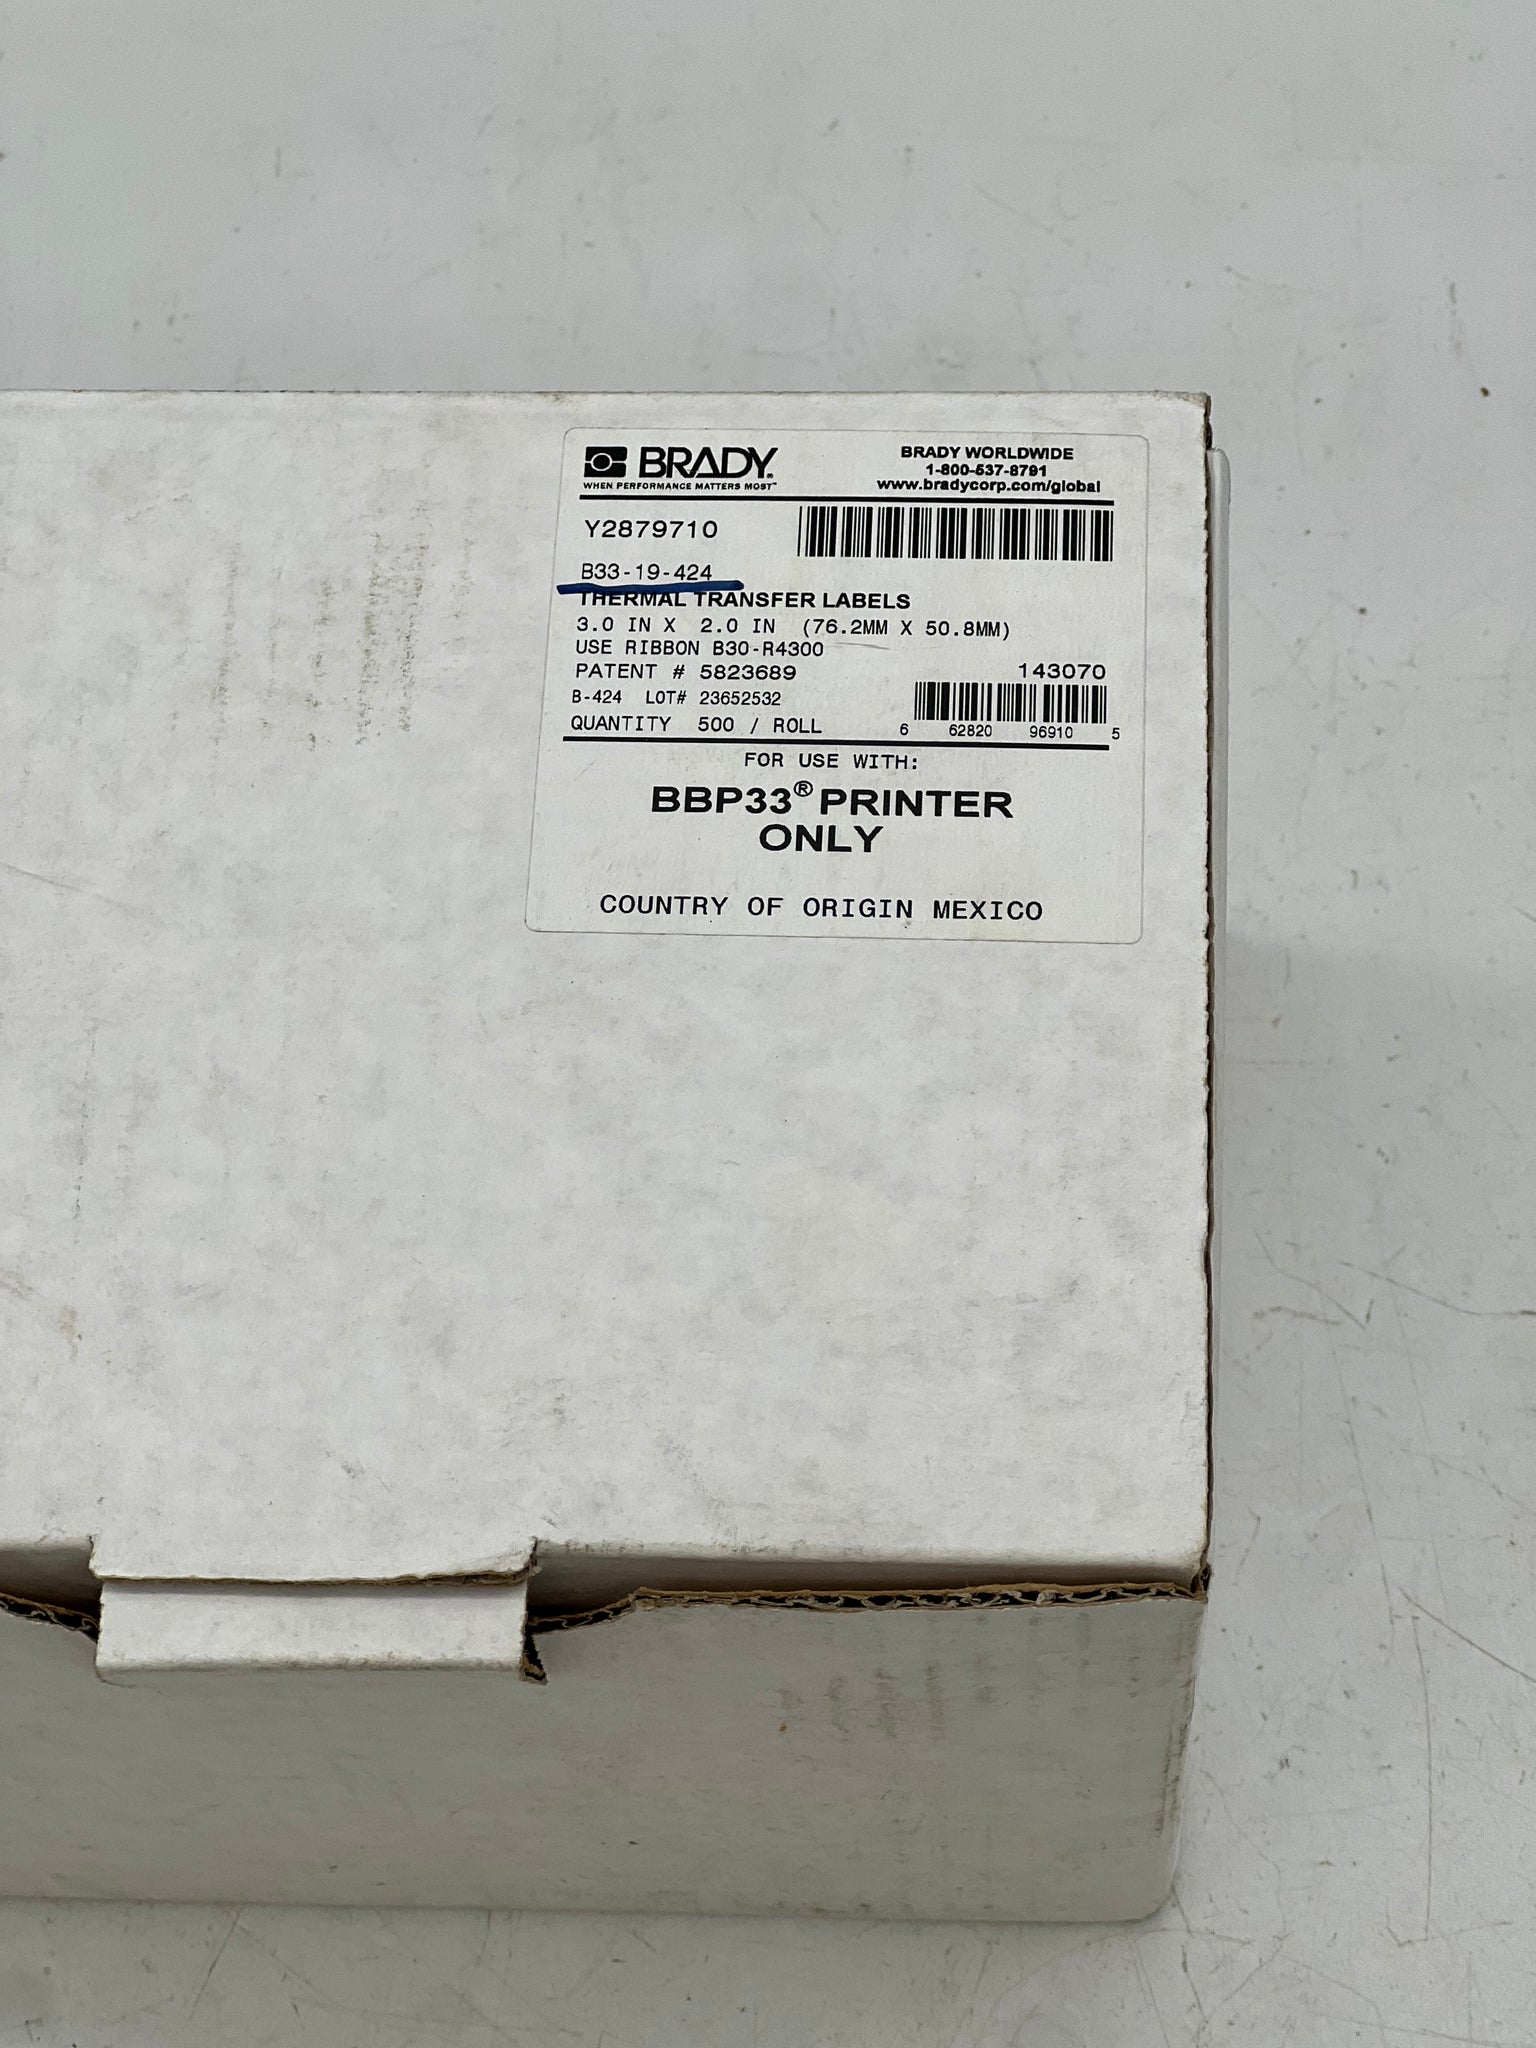 BRADY®
WHEN PERFORMANCE MATTERS MOST™
BRADY WORLDWIDE
1-800-537-8791
www.bradycorp.com/global
Y2879710
B33-19-424
THERMAL TRANSFER LABELS
3.0 IN X 2.0 IN (76.2MM X 50.8MM)
USE RIBBON B30-R4300
PATENT # 5823689
143070
B-424 LOT# 23652532
QUANTITY 500 / ROLL
6 62820 96910 5
FOR USE WITH:
BBP33® PRINTER
ONLY
COUNTRY OF ORIGIN MEXICO